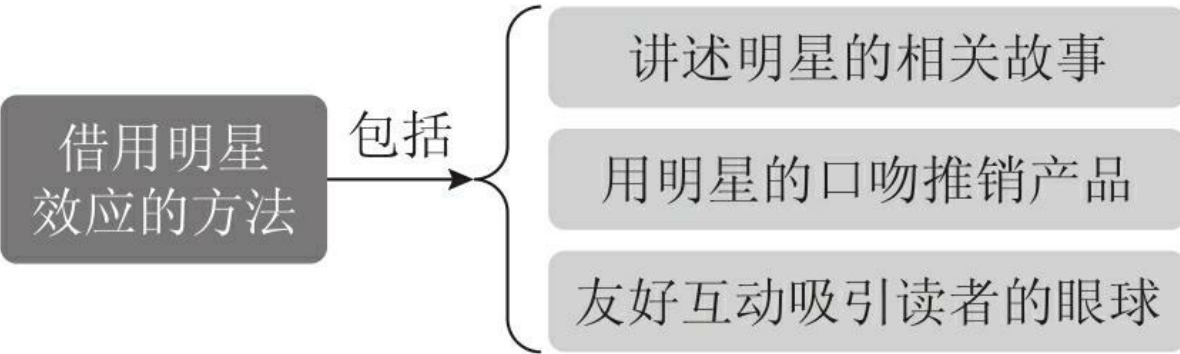 借用明星
效应的方法
包括
讲述明星的相关故事
用明星的口吻推销产品
友好互动吸引读者的眼球